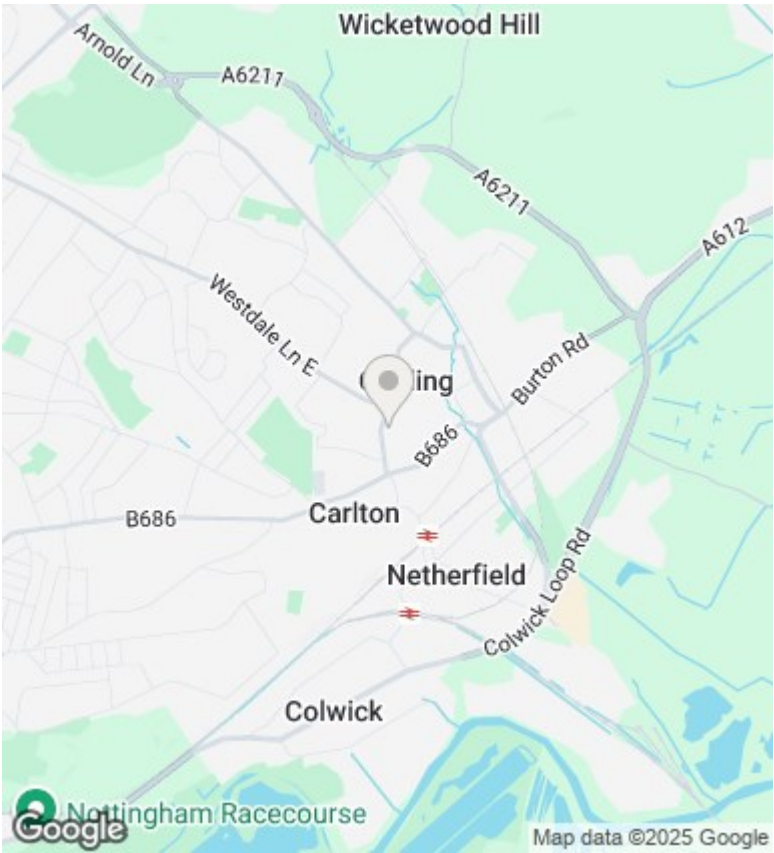 Wicketwood Hill
Arnold Ln
A6211
A6211
A612
Westdale Ln E
Burton Rd
B686
B686
Carlton
Netherfield
Colwick Loop Rd
Colwick
Nottingham Racecourse
Google
Map data ©2025 Google